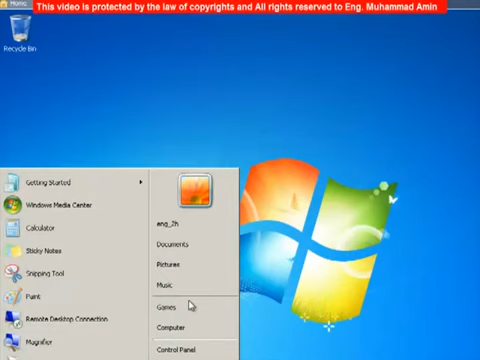 Home
This video is protected by the law of copyrights and All rights reserved to Eng. Muhammad Amin
Recycle Bin
Getting Started
Windows Media Center
Calculator
Sticky Notes
Snipping Tool
Paint
Remote Desktop Connection
Magnifier
eng_2h
Documents
Pictures
Music
Games
Computer
Control Panel